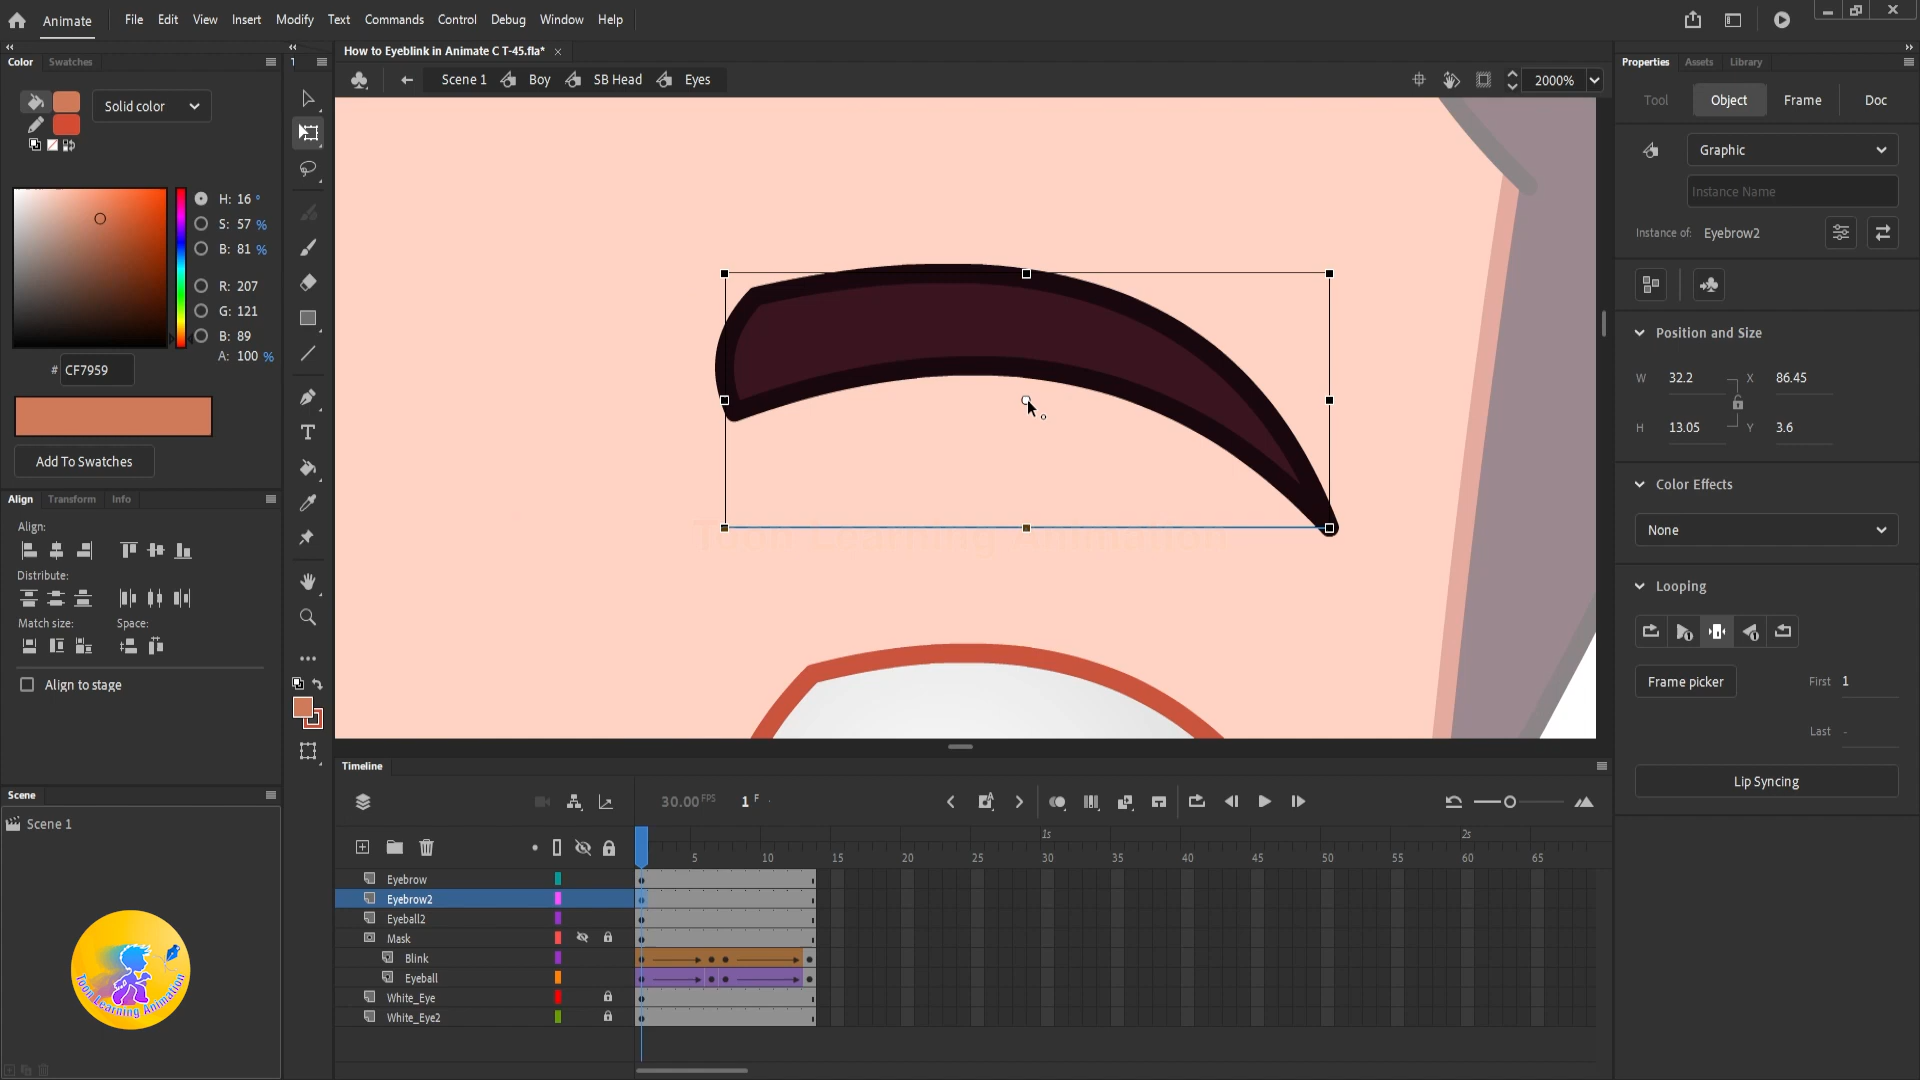 Animate
File Edit View Insert Modify Text Commands Control Debug Window Help
Color Swatches
How to Eyeblink in Animate C T-45.fla*
Properties Assets Library
Scene 1 Boy SB Head Eyes
2000%
Solid color
Tool Object Frame Doc
Graphic
Instance Name
H: 16 °
S: 57 %
B: 81 %
Instance of: Eyebrow2
R: 207
G: 121
B: 89
A: 100 %
# CF7959
Position and Size
W 32.2 X 86.45
H 13.05 Y 3.6
Add To Swatches
Color Effects
None
Align Transform Info
Align:
Distribute:
Match size: Space:
Align to stage
Toon Learning Animation
Looping
Frame picker First 1
Last -
Lip Syncing
Timeline
Scene
Scene 1
30.00 FPS 1 F
1s 2s
5 10 15 20 25 30 35 40 45 50 55 60 65
Eyebrow
Eyebrow2
Eyeball2
Mask
Blink
Eyeball
White_Eye
White_Eye2
Toon Learning Animation